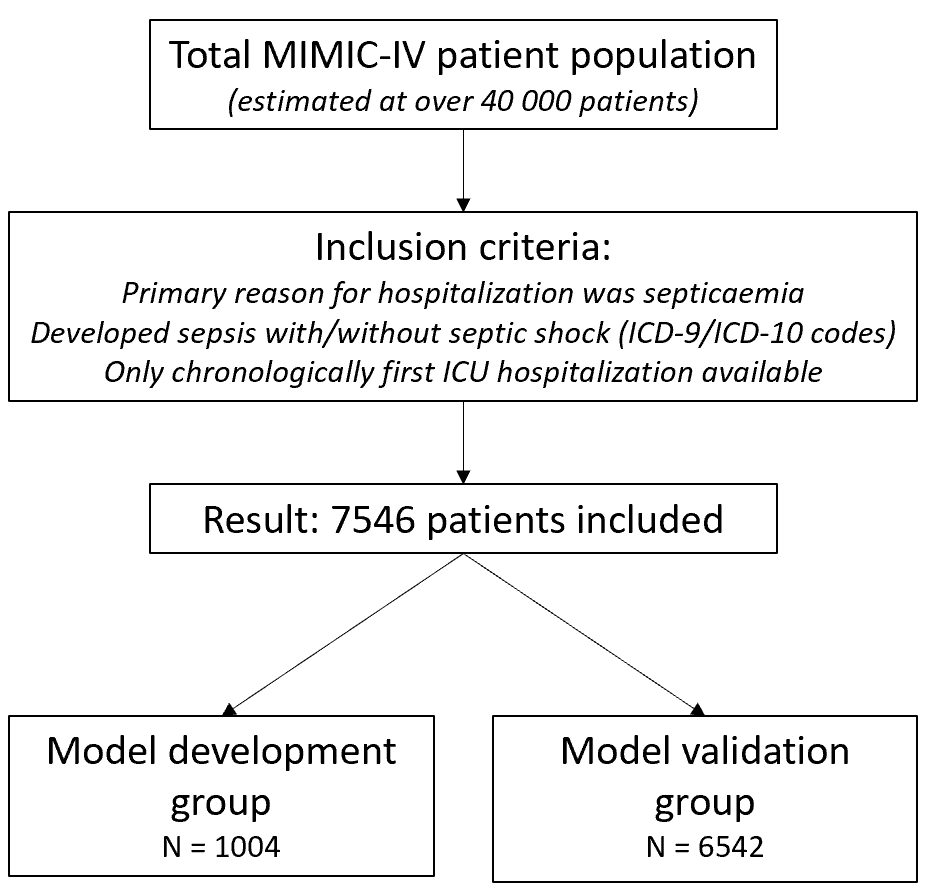 Total MIMIC-IV patient population
(estimated at over 40 000 patients)
Inclusion criteria:
Primary reason for hospitalization was septicaemia
Developed sepsis with/without septic shock (ICD-9/ICD-10 codes)
Only chronologically first ICU hospitalization available
Result: 7546 patients included
Model development
group
N = 1004
Model validation
group
N = 6542